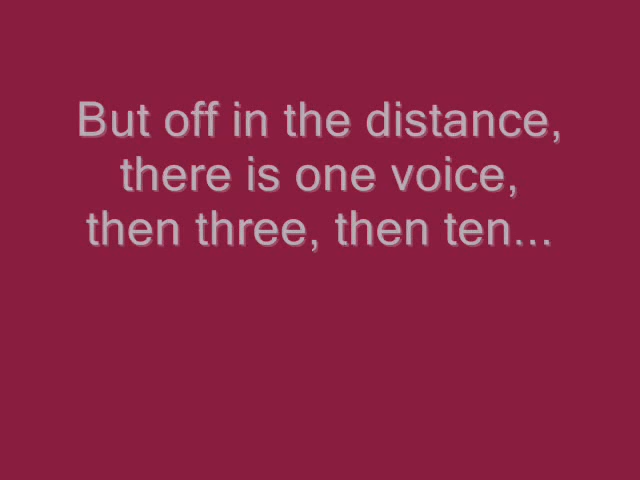 But off in the distance,
there is one voice,
then three, then ten...